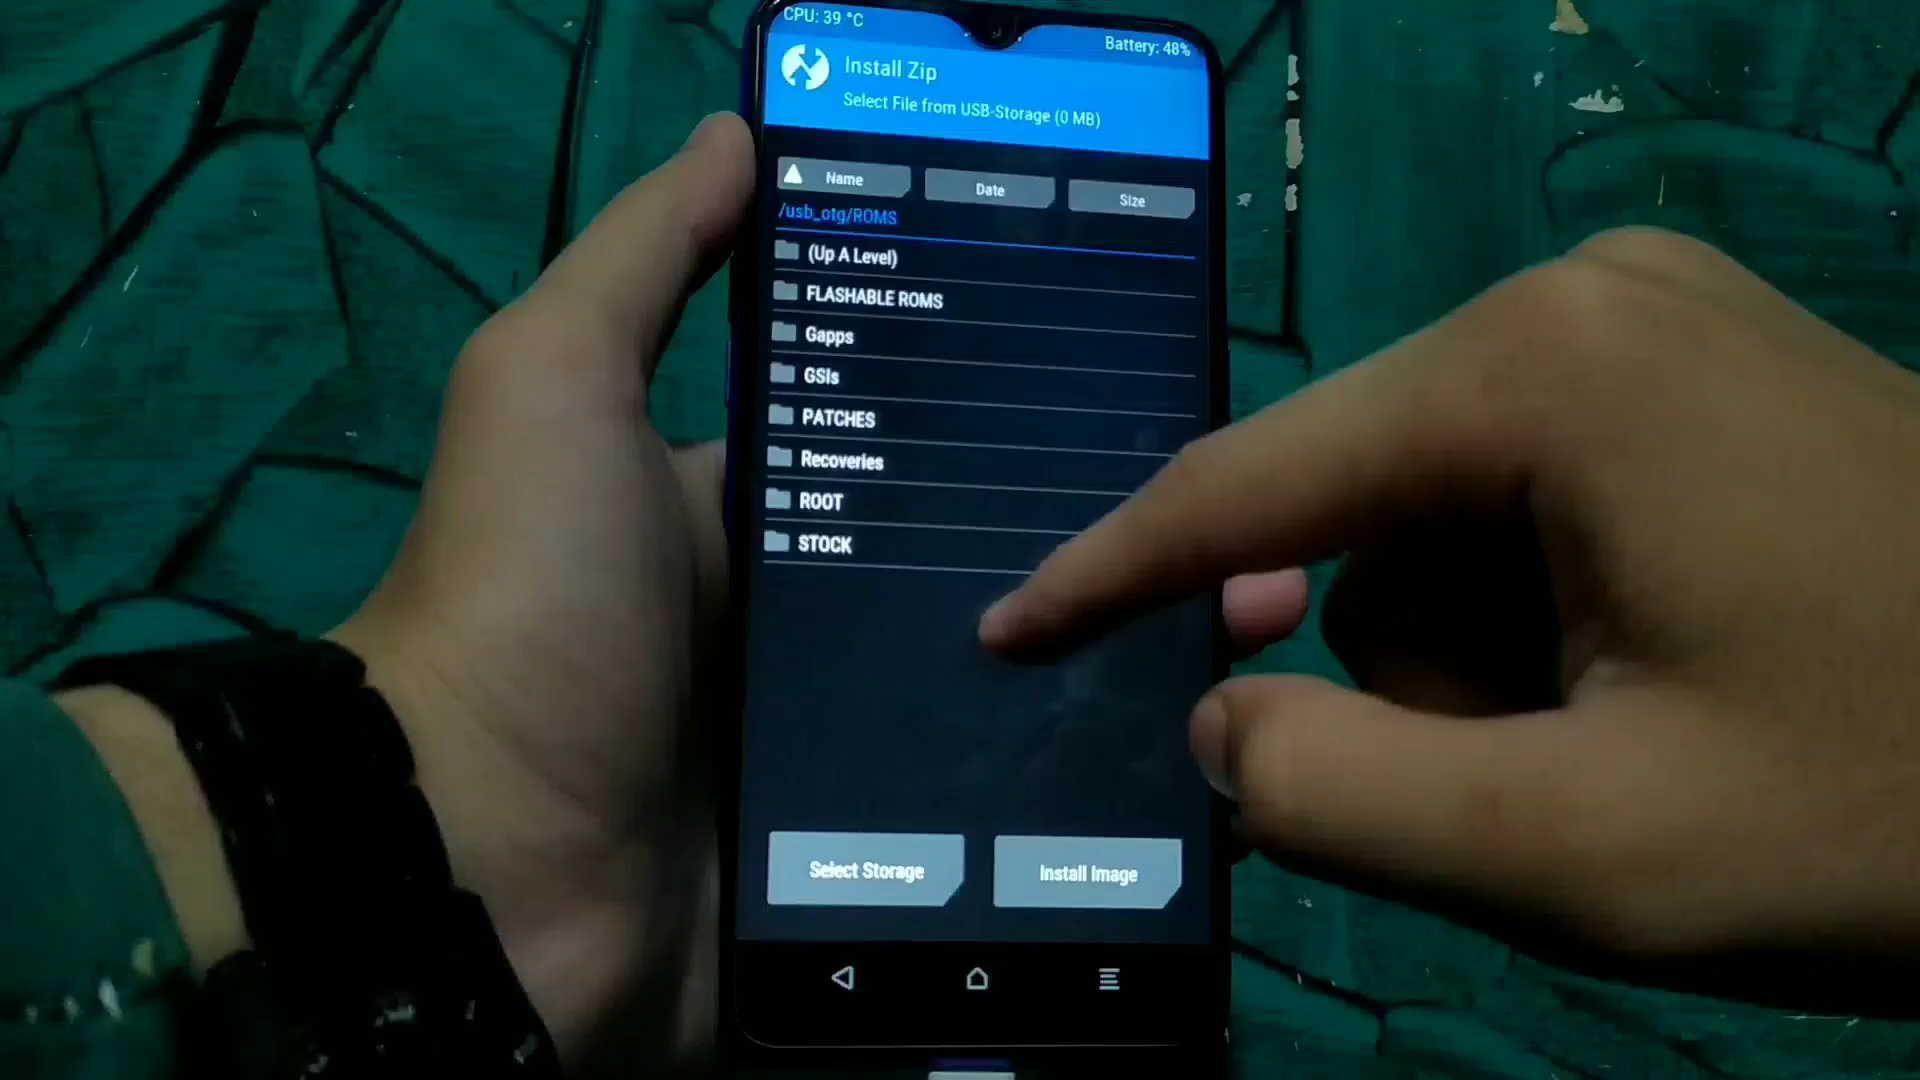 CPU: 39 °C
Battery: 48%
Install Zip
Select File from USB-Storage (0 MB)
Name Date Size
/usb_otg/ROMS
(Up A Level)
FLASHABLE ROMS
Gapps
GSIs
PATCHES
Recoveries
ROOT
STOCK
Select Storage Install Image